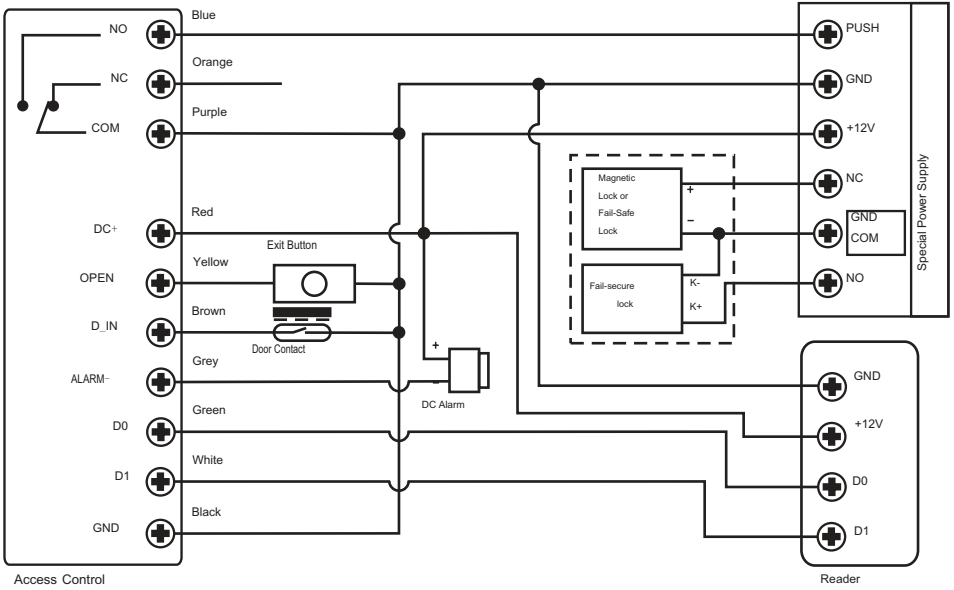 NO
Blue
NC
Orange
COM
Purple
DC+
Red
OPEN
Yellow
D_IN
Brown
ALARM−
Grey
D0
Green
D1
White
GND
Black
Access Control
Exit Button
Door Contact
+
−
DC Alarm
Magnetic
Lock or
Fail-Safe
Lock
+
−
Fail-secure
lock
K-
K+
PUSH
GND
+12V
NC
GND
COM
NO
Special Power Supply
GND
+12V
D0
D1
Reader